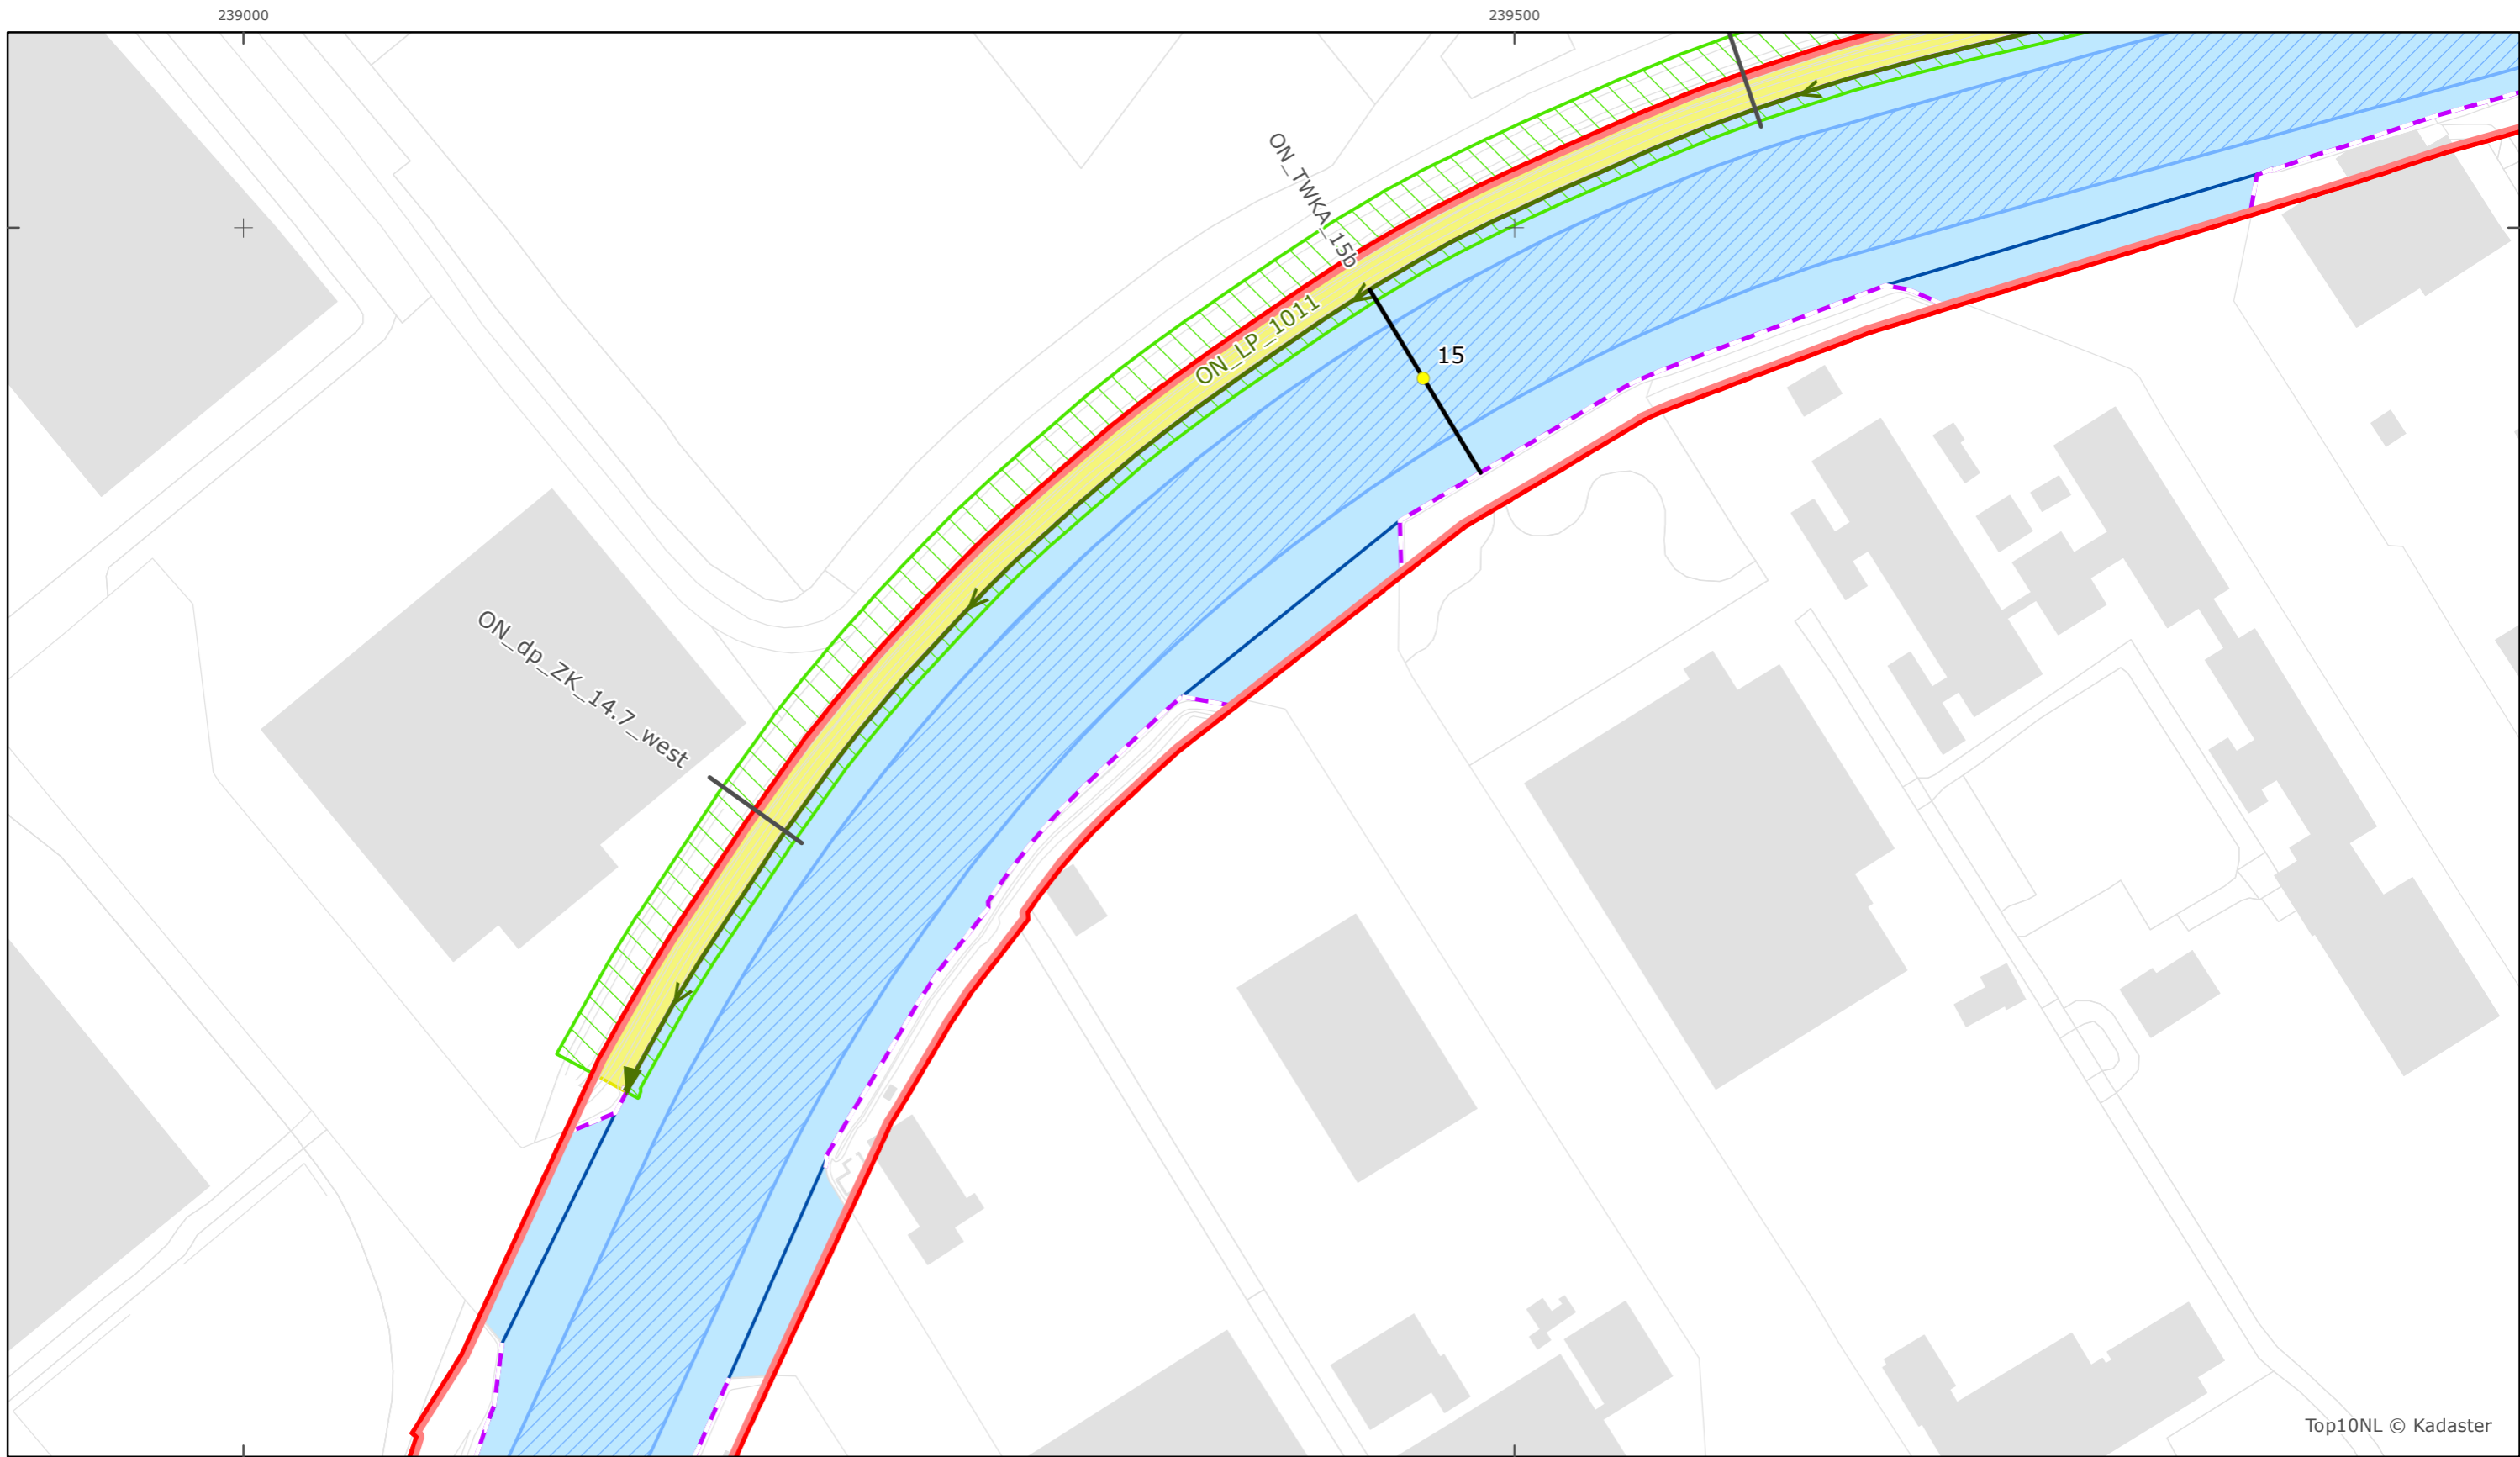 239000
239500
ON_TWKA_15b
ON_LP_1011
15
ON_dp_ZK_14.7_west
Top10NL © Kadaster